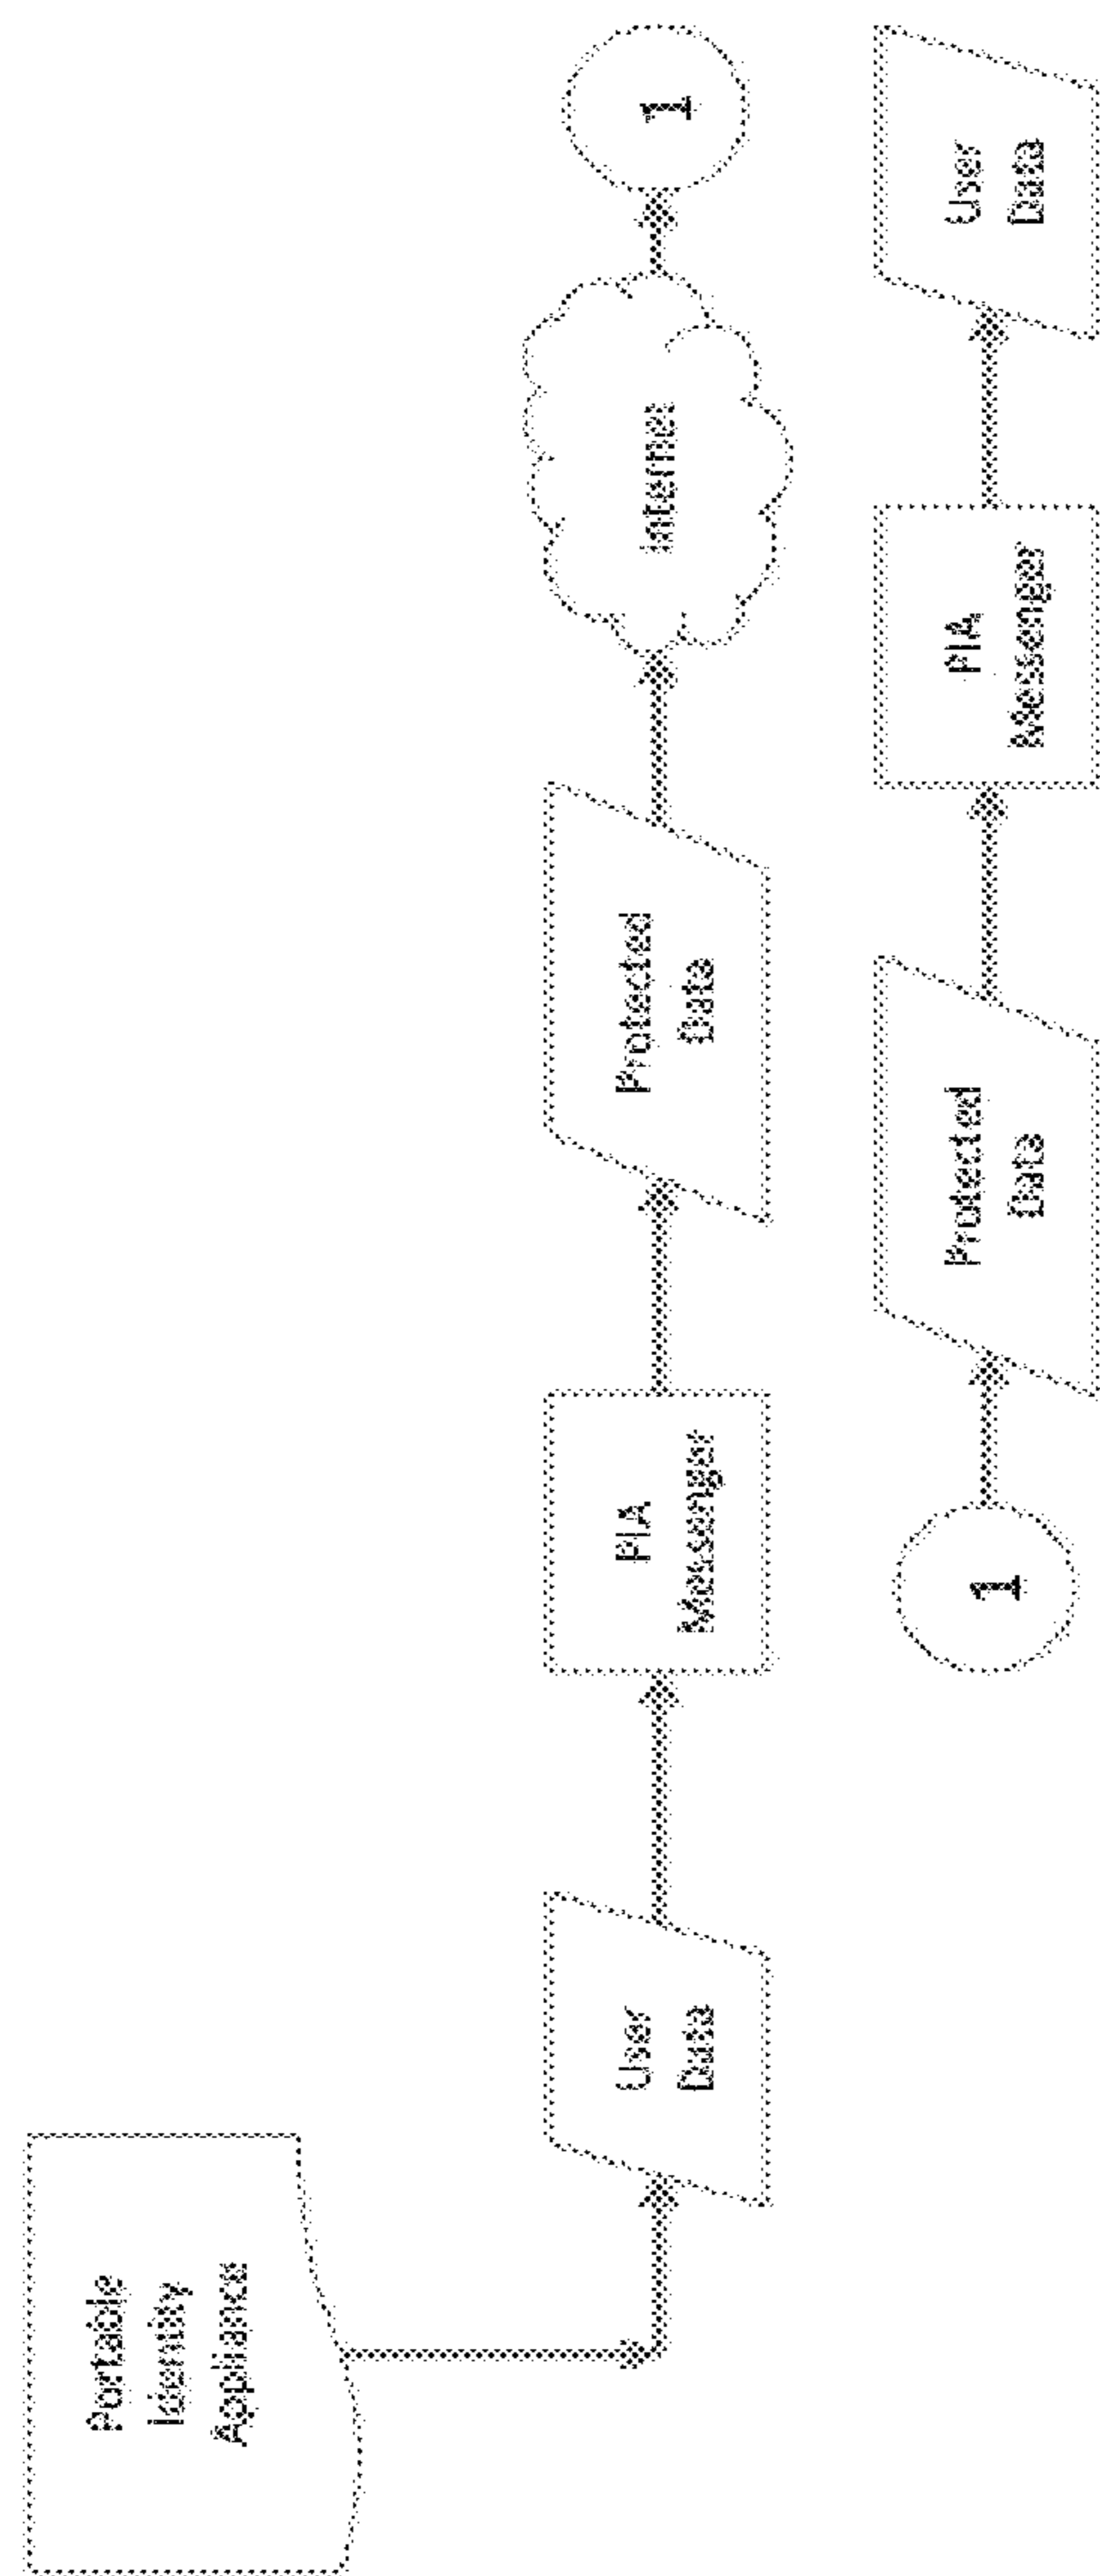 Portable
Identity
Appliance
User
Data
PIA
Messenger
Protected
Data
Internet
1
1
Protected
Data
PIA
Messenger
User
Data